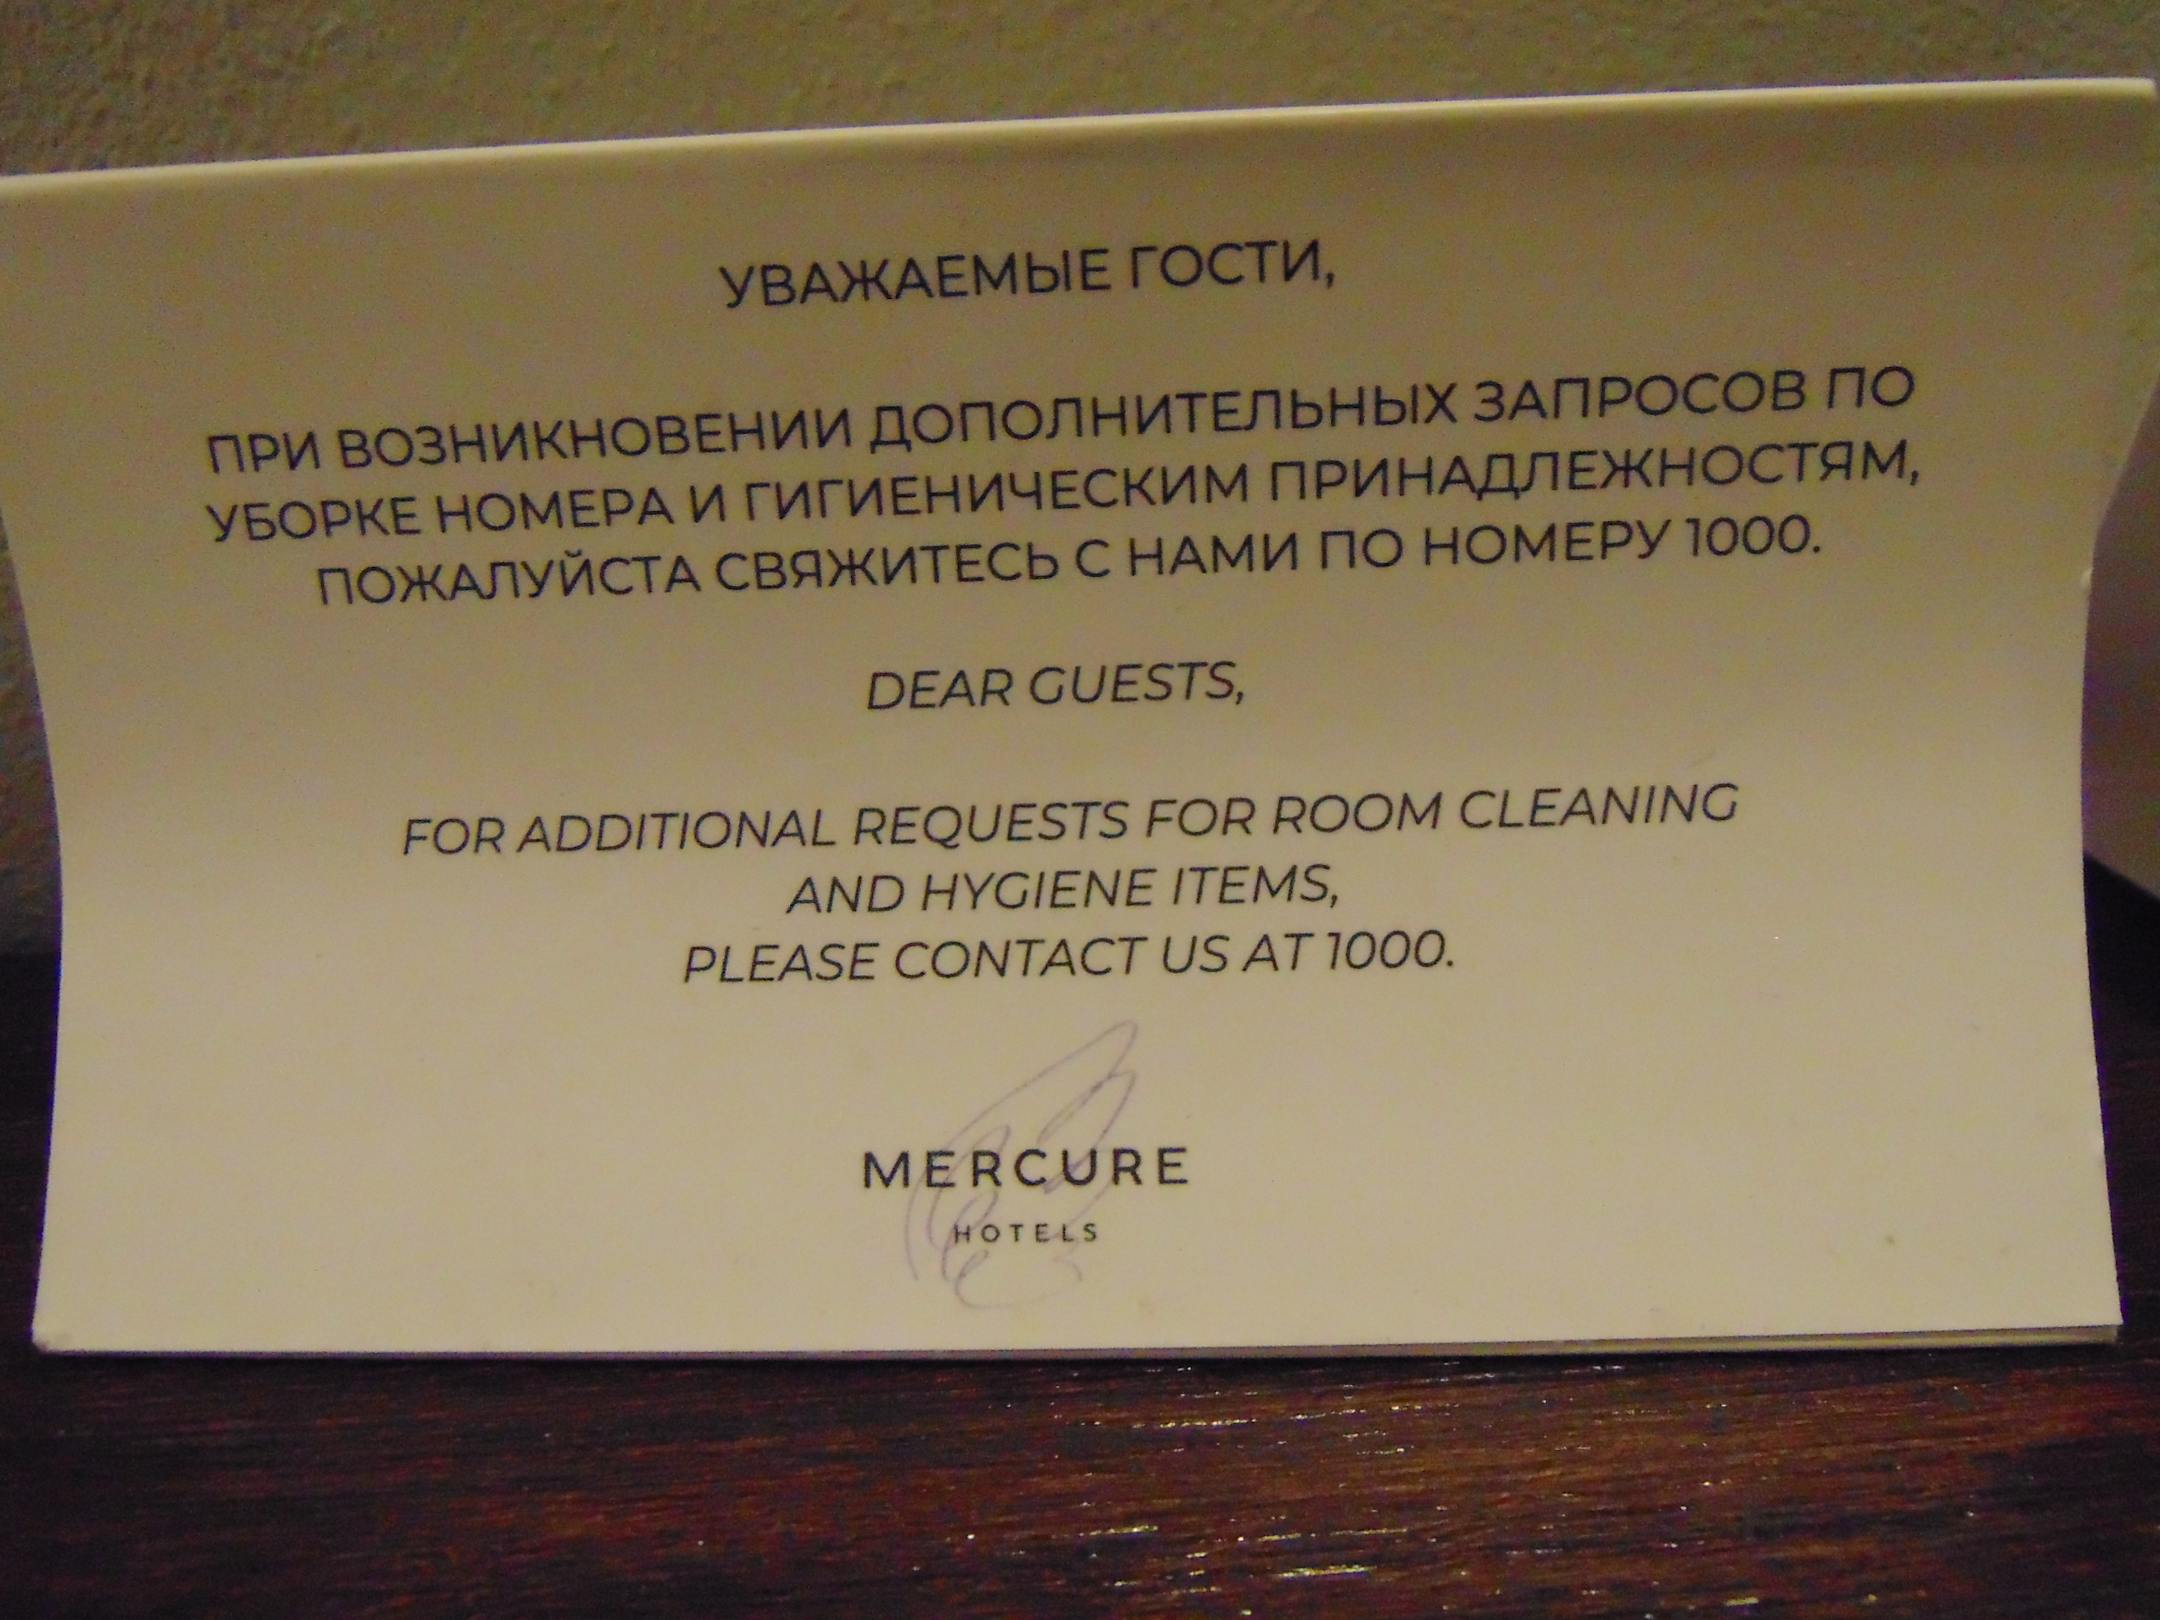 УВАЖАЕМЫЕ ГОСТИ,
ПРИ ВОЗНИКНОВЕНИИ ДОПОЛНИТЕЛЬНЫХ ЗАПРОСОВ ПО
УБОРКЕ НОМЕРА И ГИГИЕНИЧЕСКИМ ПРИНАДЛЕЖНОСТЯМ,
ПОЖАЛУЙСТА СВЯЖИТЕСЬ С НАМИ ПО НОМЕРУ 1000.
DEAR GUESTS,
FOR ADDITIONAL REQUESTS FOR ROOM CLEANING
AND HYGIENE ITEMS,
PLEASE CONTACT US AT 1000.
MERCURE
HOTELS